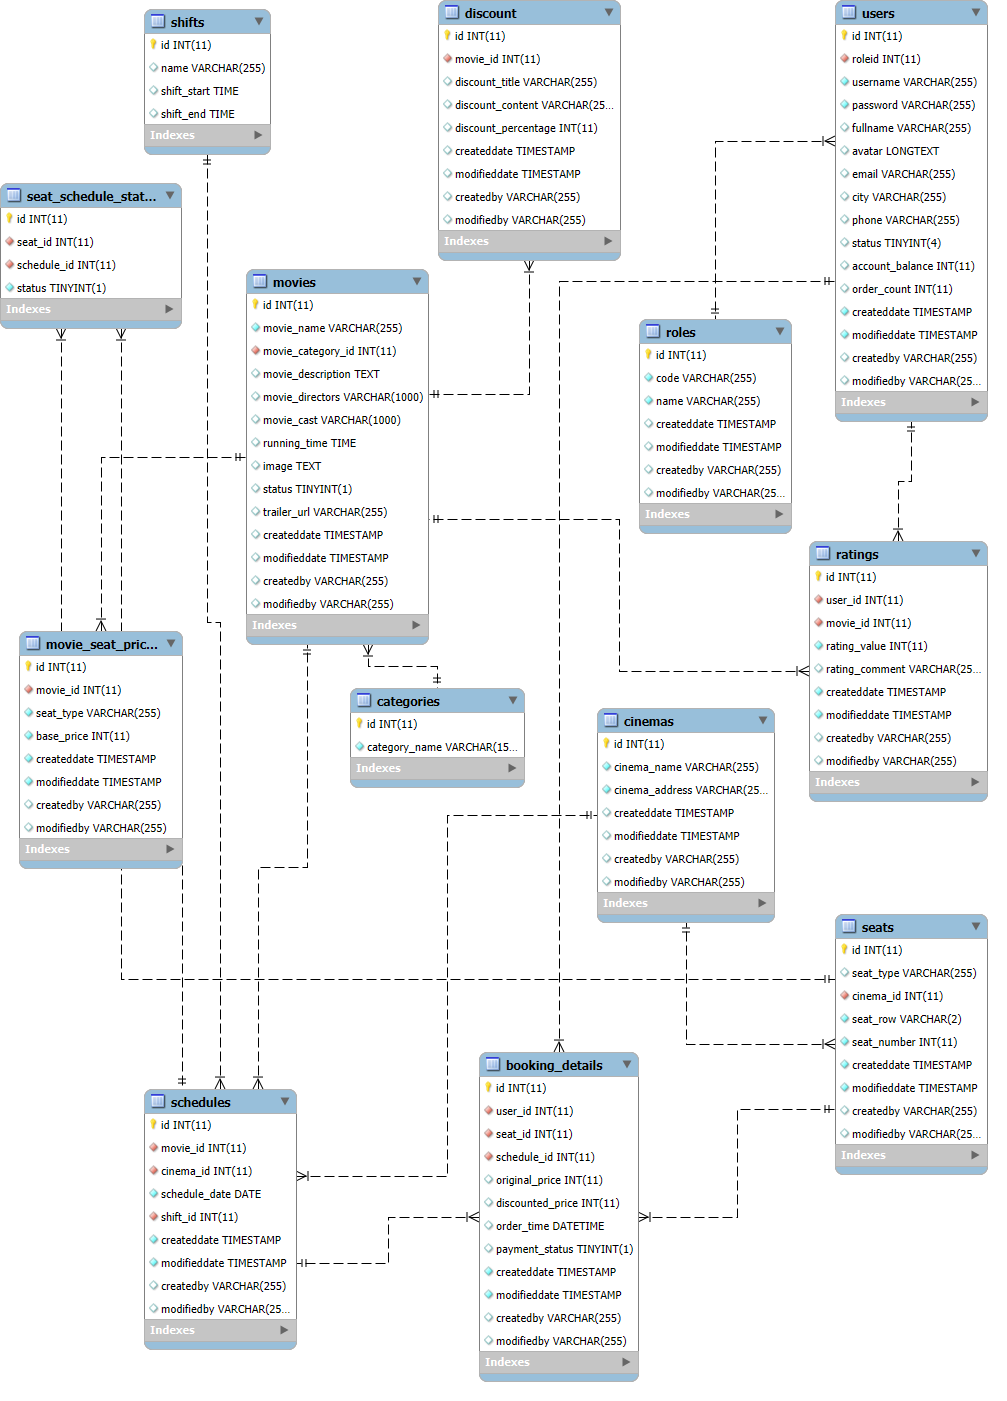 shifts
id INT(11)
name VARCHAR(255)
shift_start TIME
shift_end TIME
Indexes
discount
id INT(11)
movie_id INT(11)
discount_title VARCHAR(255)
discount_content VARCHAR(25...
discount_percentage INT(11)
createddate TIMESTAMP
modifieddate TIMESTAMP
createdby VARCHAR(255)
modifiedby VARCHAR(255)
Indexes
users
id INT(11)
roleid INT(11)
username VARCHAR(255)
password VARCHAR(255)
fullname VARCHAR(255)
avatar LONGTEXT
email VARCHAR(255)
city VARCHAR(255)
phone VARCHAR(255)
status TINYINT(4)
account_balance INT(11)
order_count INT(11)
createddate TIMESTAMP
modifieddate TIMESTAMP
createdby VARCHAR(255)
modifiedby VARCHAR(25...
Indexes
seat_schedule_stat...
id INT(11)
seat_id INT(11)
schedule_id INT(11)
status TINYINT(1)
Indexes
movies
id INT(11)
movie_name VARCHAR(255)
movie_category_id INT(11)
movie_description TEXT
movie_directors VARCHAR(1000)
movie_cast VARCHAR(1000)
running_time TIME
image TEXT
status TINYINT(1)
trailer_url VARCHAR(255)
createddate TIMESTAMP
modifieddate TIMESTAMP
createdby VARCHAR(255)
modifiedby VARCHAR(255)
Indexes
roles
id INT(11)
code VARCHAR(255)
name VARCHAR(255)
createddate TIMESTAMP
modifieddate TIMESTAMP
createdby VARCHAR(255)
modifiedby VARCHAR(25...
Indexes
ratings
id INT(11)
user_id INT(11)
movie_id INT(11)
rating_value INT(11)
rating_comment VARCHAR(25...
createddate TIMESTAMP
modifieddate TIMESTAMP
createdby VARCHAR(255)
modifiedby VARCHAR(255)
Indexes
movie_seat_pric...
id INT(11)
movie_id INT(11)
seat_type VARCHAR(255)
base_price INT(11)
createddate TIMESTAMP
modifieddate TIMESTAMP
createdby VARCHAR(255)
modifiedby VARCHAR(255)
Indexes
categories
id INT(11)
category_name VARCHAR(15...
Indexes
cinemas
id INT(11)
cinema_name VARCHAR(255)
cinema_address VARCHAR(25...
createddate TIMESTAMP
modifieddate TIMESTAMP
createdby VARCHAR(255)
modifiedby VARCHAR(255)
Indexes
seats
id INT(11)
seat_type VARCHAR(255)
cinema_id INT(11)
seat_row VARCHAR(2)
seat_number INT(11)
createddate TIMESTAMP
modifieddate TIMESTAMP
createdby VARCHAR(255)
modifiedby VARCHAR(25...
Indexes
schedules
id INT(11)
movie_id INT(11)
cinema_id INT(11)
schedule_date DATE
shift_id INT(11)
createddate TIMESTAMP
modifieddate TIMESTAMP
createdby VARCHAR(255)
modifiedby VARCHAR(25...
Indexes
booking_details
id INT(11)
user_id INT(11)
seat_id INT(11)
schedule_id INT(11)
original_price INT(11)
discounted_price INT(11)
order_time DATETIME
payment_status TINYINT(1)
createddate TIMESTAMP
modifieddate TIMESTAMP
createdby VARCHAR(255)
modifiedby VARCHAR(255)
Indexes